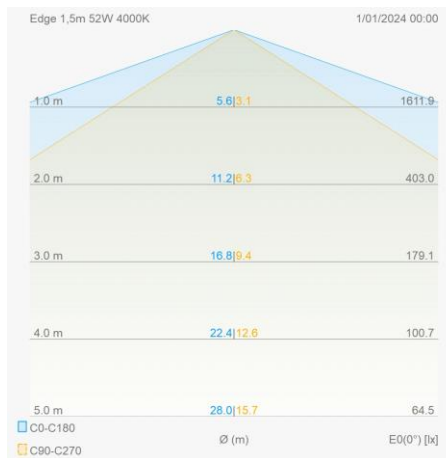 Edge 1,5m 52W 4000K 1/01/2024 00:00
1.0 m 5.6|3.1 1611.9
2.0 m 11.2|6.3 403.0
3.0 m 16.8|9.4 179.1
4.0 m 22.4|12.6 100.7
5.0 m 28.0|15.7 64.5
C0-C180
Ø (m) E0(0°) [lx]
C90-C270